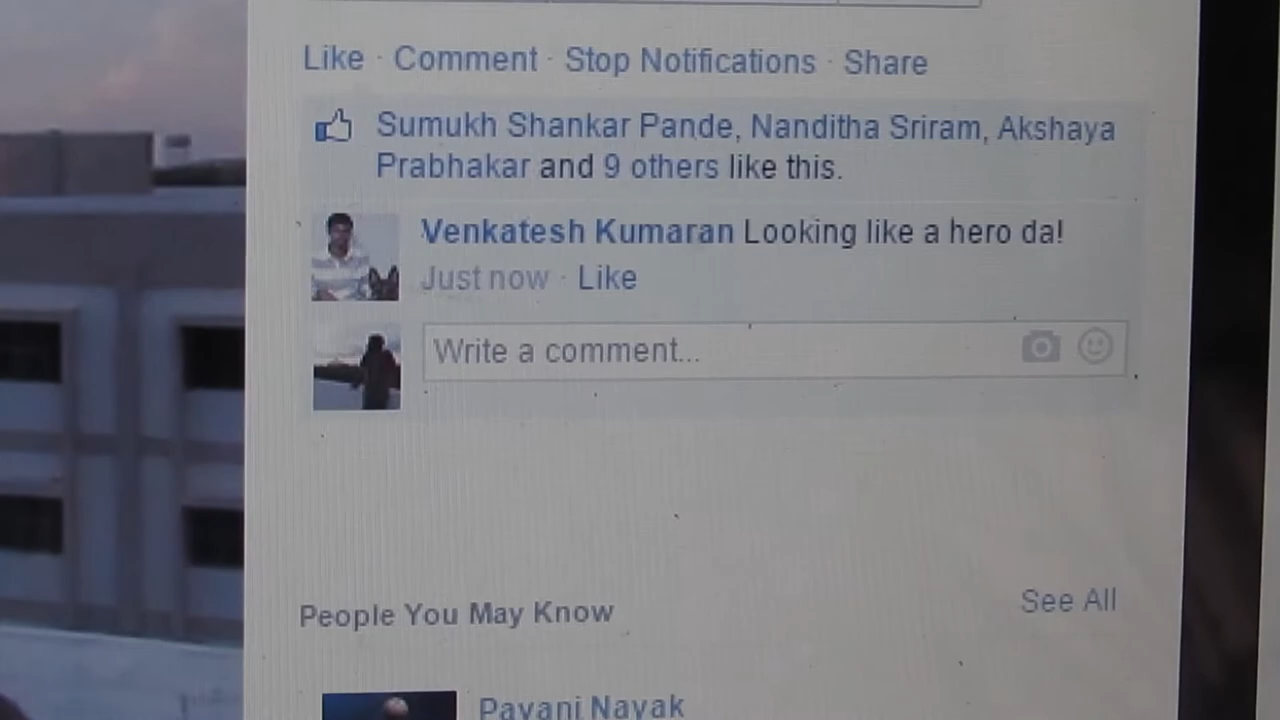 Like · Comment · Stop Notifications · Share
Sumukh Shankar Pande, Nanditha Sriram, Akshaya
Prabhakar and 9 others like this.
Venkatesh Kumaran Looking like a hero da!
Just now · Like
Write a comment...
People You May Know
See All
Pavani Nayak